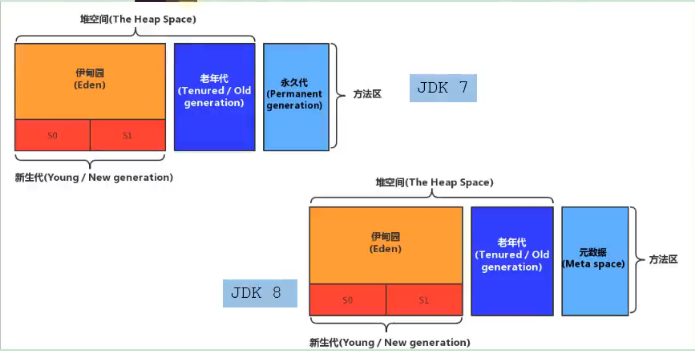 堆空间(The Heap Space)
伊甸园
(Eden)
S0
S1
老年代
(Tenured / Old
generation)
永久代
(Permanent
generation)
方法区
JDK 7
新生代(Young / New generation)
堆空间(The Heap Space)
伊甸园
(Eden)
S0
S1
老年代
(Tenured / Old
generation)
元数据
(Meta space)
方法区
JDK 8
新生代(Young / New generation)